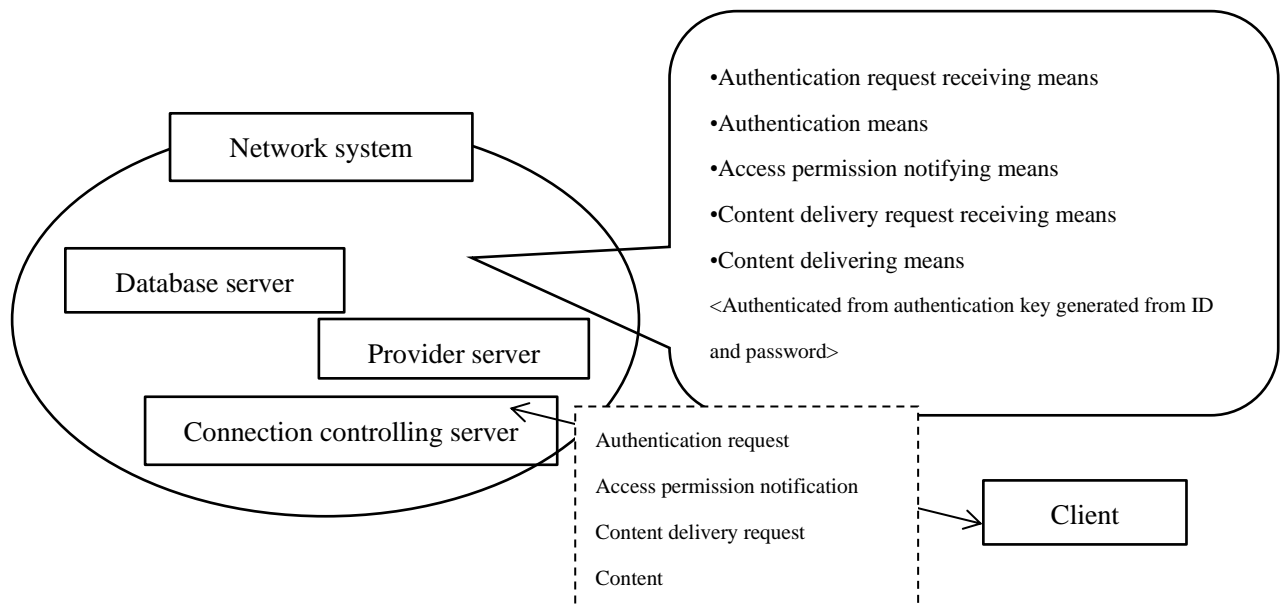 Network system
Database server
Provider server
Connection controlling server
•Authentication request receiving means
•Authentication means
•Access permission notifying means
•Content delivery request receiving means
•Content delivering means
<Authenticated from authentication key generated from ID
and password>
Authentication request
Access permission notification
Content delivery request
Content
Client